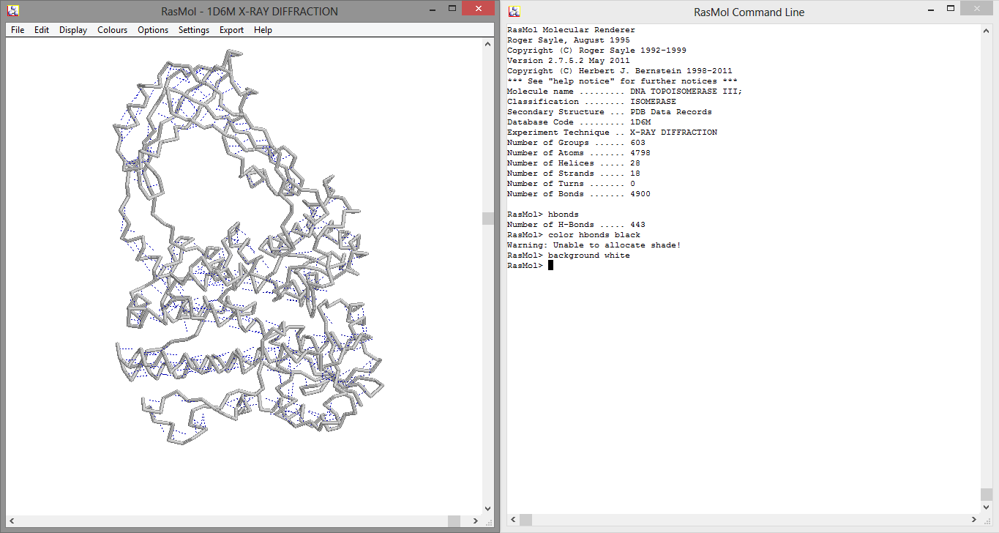 RasMol - 1D6M X-RAY DIFFRACTION
File Edit Display Colours Options Settings Export Help
RasMol Command Line
RasMol Molecular Renderer
Roger Sayle, August 1995
Copyright (C) Roger Sayle 1992-1999
Version 2.7.5.2 May 2011
Copyright (C) Herbert J. Bernstein 1998-2011
*** See "help notice" for further notices ***
Molecule name ......... DNA TOPOISOMERASE III;
Classification ........ ISOMERASE
Secondary Structure ... PDB Data Records
Database Code ......... 1D6M
Experiment Technique .. X-RAY DIFFRACTION
Number of Groups ...... 603
Number of Atoms ....... 4798
Number of Helices ..... 28
Number of Strands ..... 18
Number of Turns ....... 0
Number of Bonds ....... 4900
RasMol> hbonds
Number of H-Bonds ..... 443
RasMol> color hbonds black
Warning: Unable to allocate shade!
RasMol> background white
RasMol>